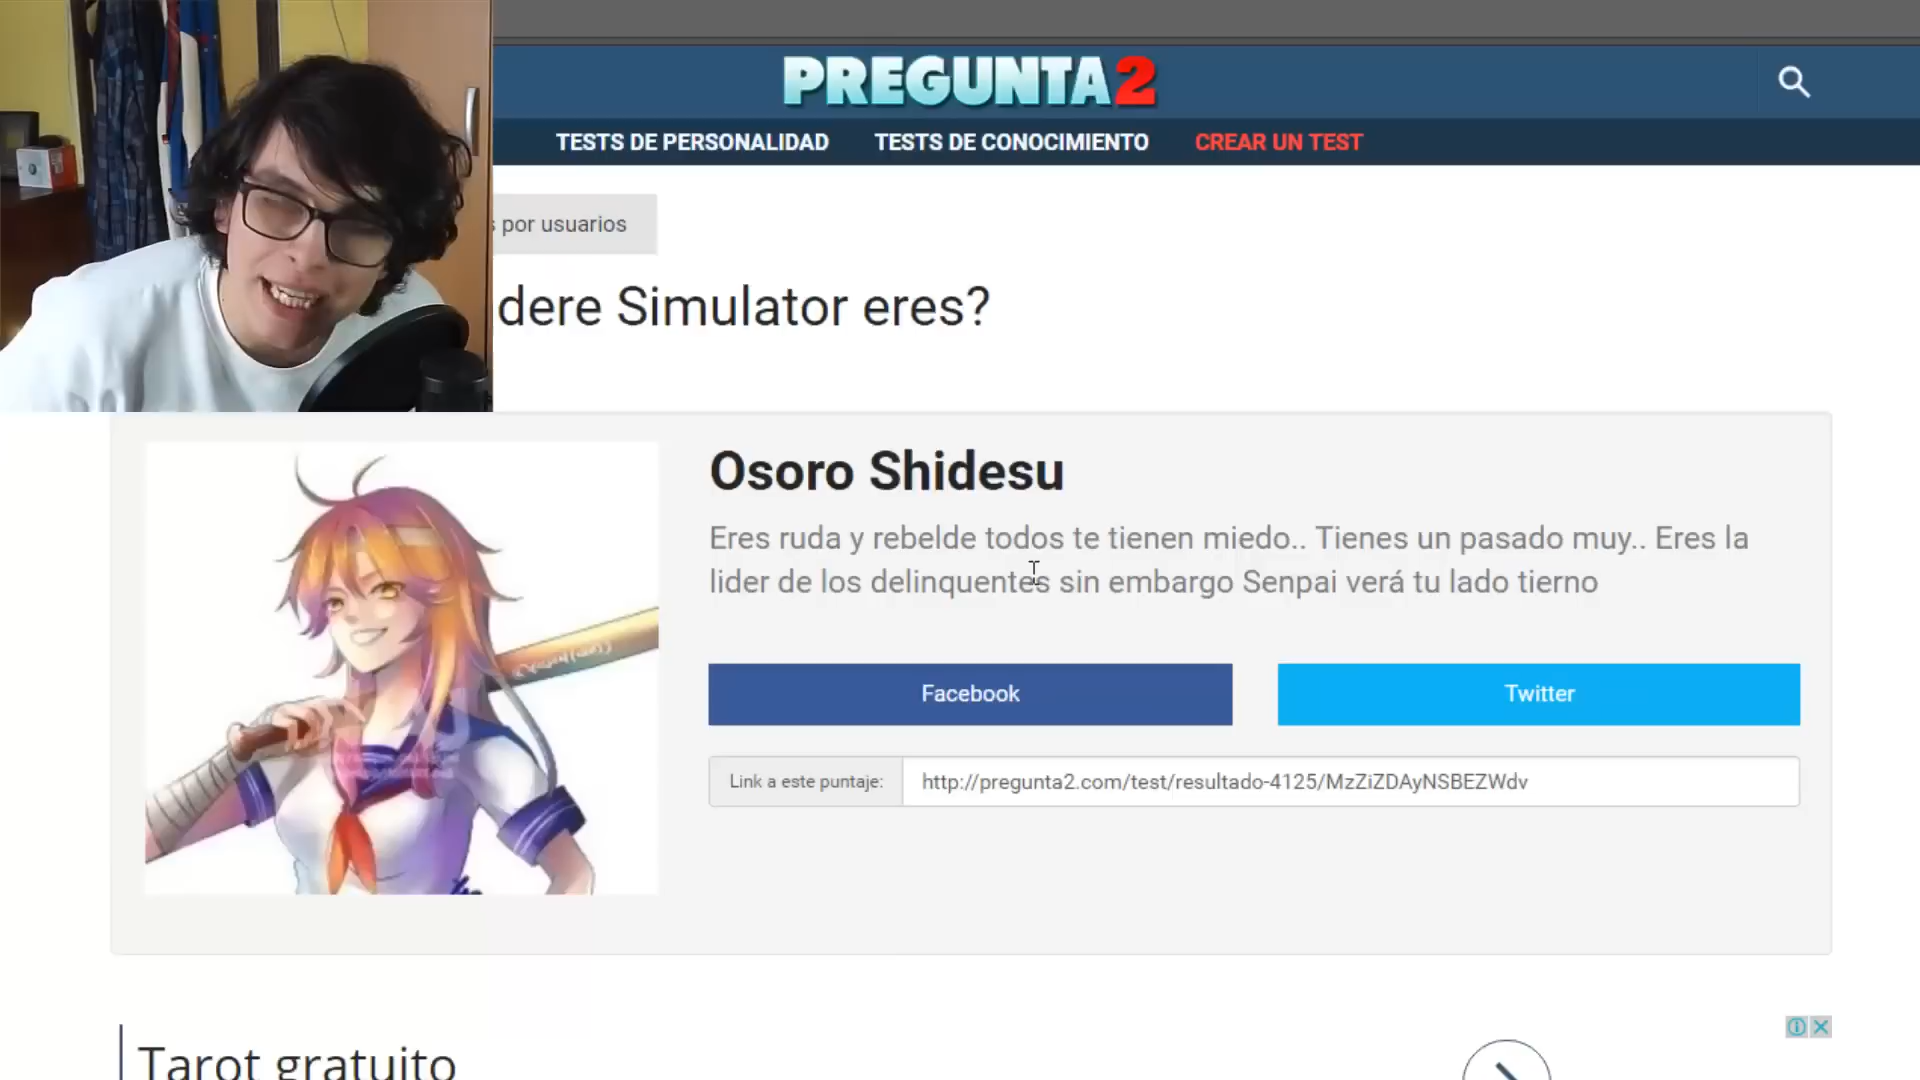 PREGUNTA2
TESTS DE PERSONALIDAD
TESTS DE CONOCIMIENTO
CREAR UN TEST
por usuarios
dere Simulator eres?
Osoro Shidesu
Eres ruda y rebelde todos te tienen miedo.. Tienes un pasado muy.. Eres la
lider de los delinquentes sin embargo Senpai verá tu lado tierno
Facebook
Twitter
Link a este puntaje:
http://pregunta2.com/test/resultado-4125/MzZiZDAyNSBEZWdv
Tarot gratuito